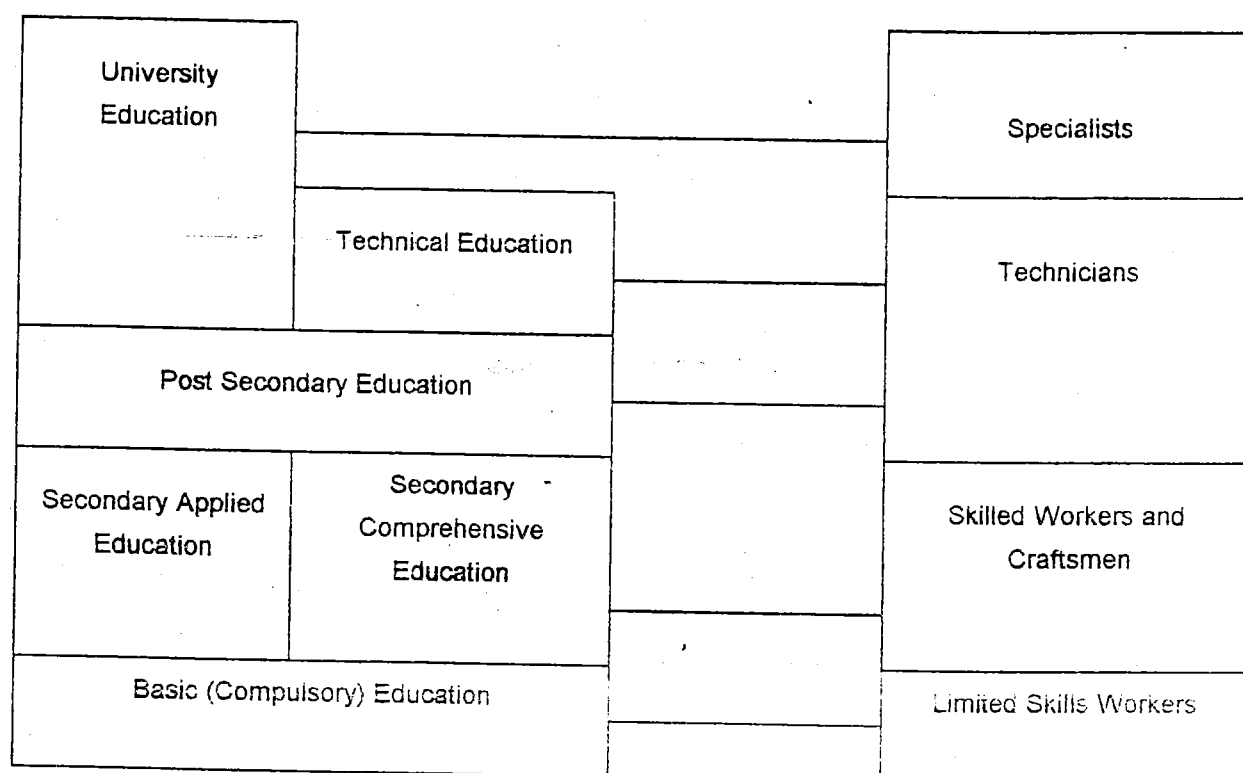 University
Education
Specialists
Technical Education
Technicians
Post Secondary Education
Secondary Applied
Education
Secondary
Comprehensive
Education
Skilled Workers and
Craftsmen
Basic (Compulsory) Education
Limited Skills Workers